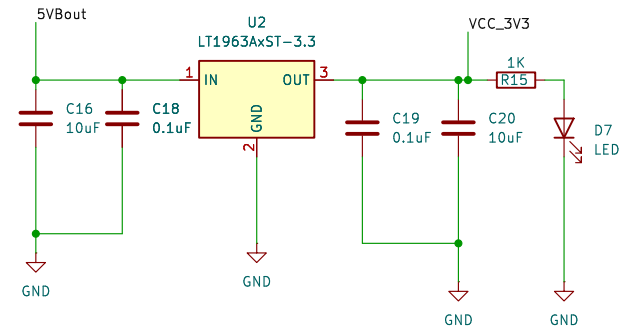 5VBout
U2
LT1963AxST-3.3
VCC_3V3
1 IN
OUT 3
GND
2
C16
10uF
C18
0.1uF
C19
0.1uF
C20
10uF
1K
R15
D7
LED
GND
GND
GND
GND